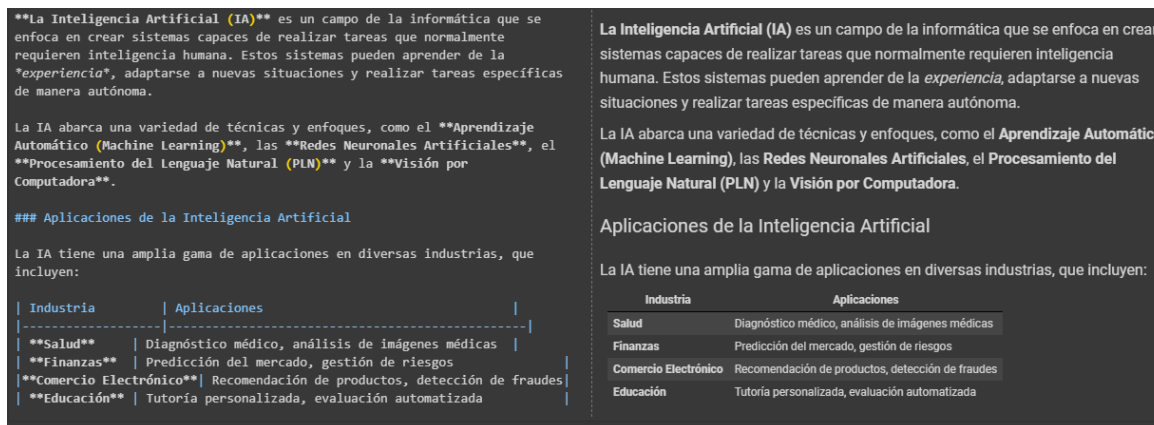 **La Inteligencia Artificial (IA)** es un campo de la informática que se
enfoca en crear sistemas capaces de realizar tareas que normalmente
requieren inteligencia humana. Estos sistemas pueden aprender de la
*experiencia*, adaptarse a nuevas situaciones y realizar tareas específicas
de manera autónoma.
La IA abarca una variedad de técnicas y enfoques, como el **Aprendizaje
Automático (Machine Learning)**, las **Redes Neuronales Artificiales**, el
**Procesamiento del Lenguaje Natural (PLN)** y la **Visión por
Computadora**.
### Aplicaciones de la Inteligencia Artificial
La IA tiene una amplia gama de aplicaciones en diversas industrias, que
incluyen:
| Industria | Aplicaciones |
|-------------------|-------------------------------------------------|
| **Salud** | Diagnóstico médico, análisis de imágenes médicas |
| **Finanzas** | Predicción del mercado, gestión de riesgos |
|**Comercio Electrónico**| Recomendación de productos, detección de fraudes|
| **Educación** | Tutoría personalizada, evaluación automatizada |
La Inteligencia Artificial (IA) es un campo de la informática que se enfoca en crear
sistemas capaces de realizar tareas que normalmente requieren inteligencia
humana. Estos sistemas pueden aprender de la experiencia, adaptarse a nuevas
situaciones y realizar tareas específicas de manera autónoma.
La IA abarca una variedad de técnicas y enfoques, como el Aprendizaje Automátic
(Machine Learning), las Redes Neuronales Artificiales, el Procesamiento del
Lenguaje Natural (PLN) y la Visión por Computadora.
Aplicaciones de la Inteligencia Artificial
La IA tiene una amplia gama de aplicaciones en diversas industrias, que incluyen:
Industria Aplicaciones
Salud Diagnóstico médico, análisis de imágenes médicas
Finanzas Predicción del mercado, gestión de riesgos
Comercio Electrónico Recomendación de productos, detección de fraudes
Educación Tutoría personalizada, evaluación automatizada